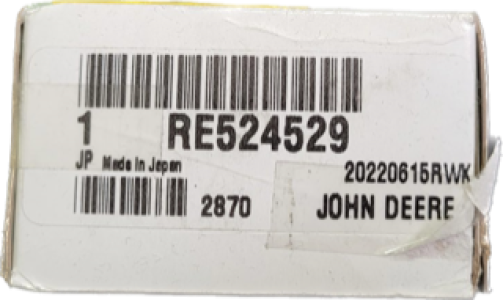 1 RE524529
JP Made In Japan
20220615RWK
2870 JOHN DEERE